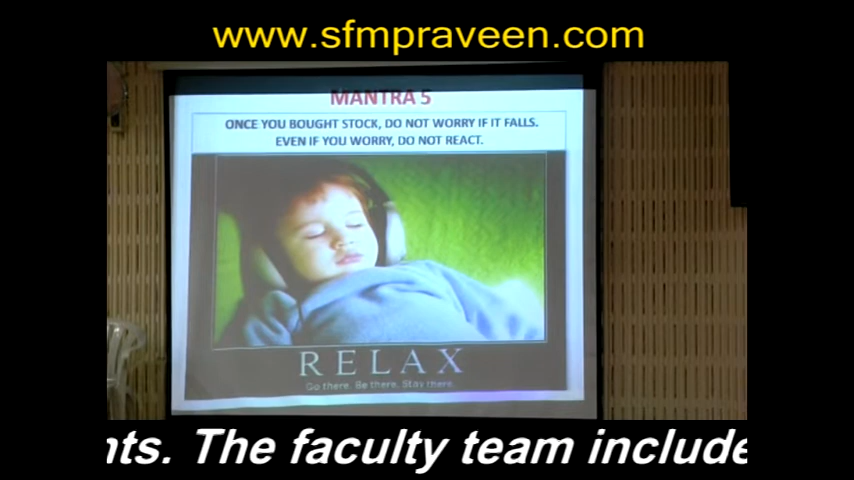 www.sfmpraveen.com
MANTRA 5
ONCE YOU BOUGHT STOCK, DO NOT WORRY IF IT FALLS.
EVEN IF YOU WORRY, DO NOT REACT.
RELAX
Go there. Be there. Stay there.
nts. The faculty team include